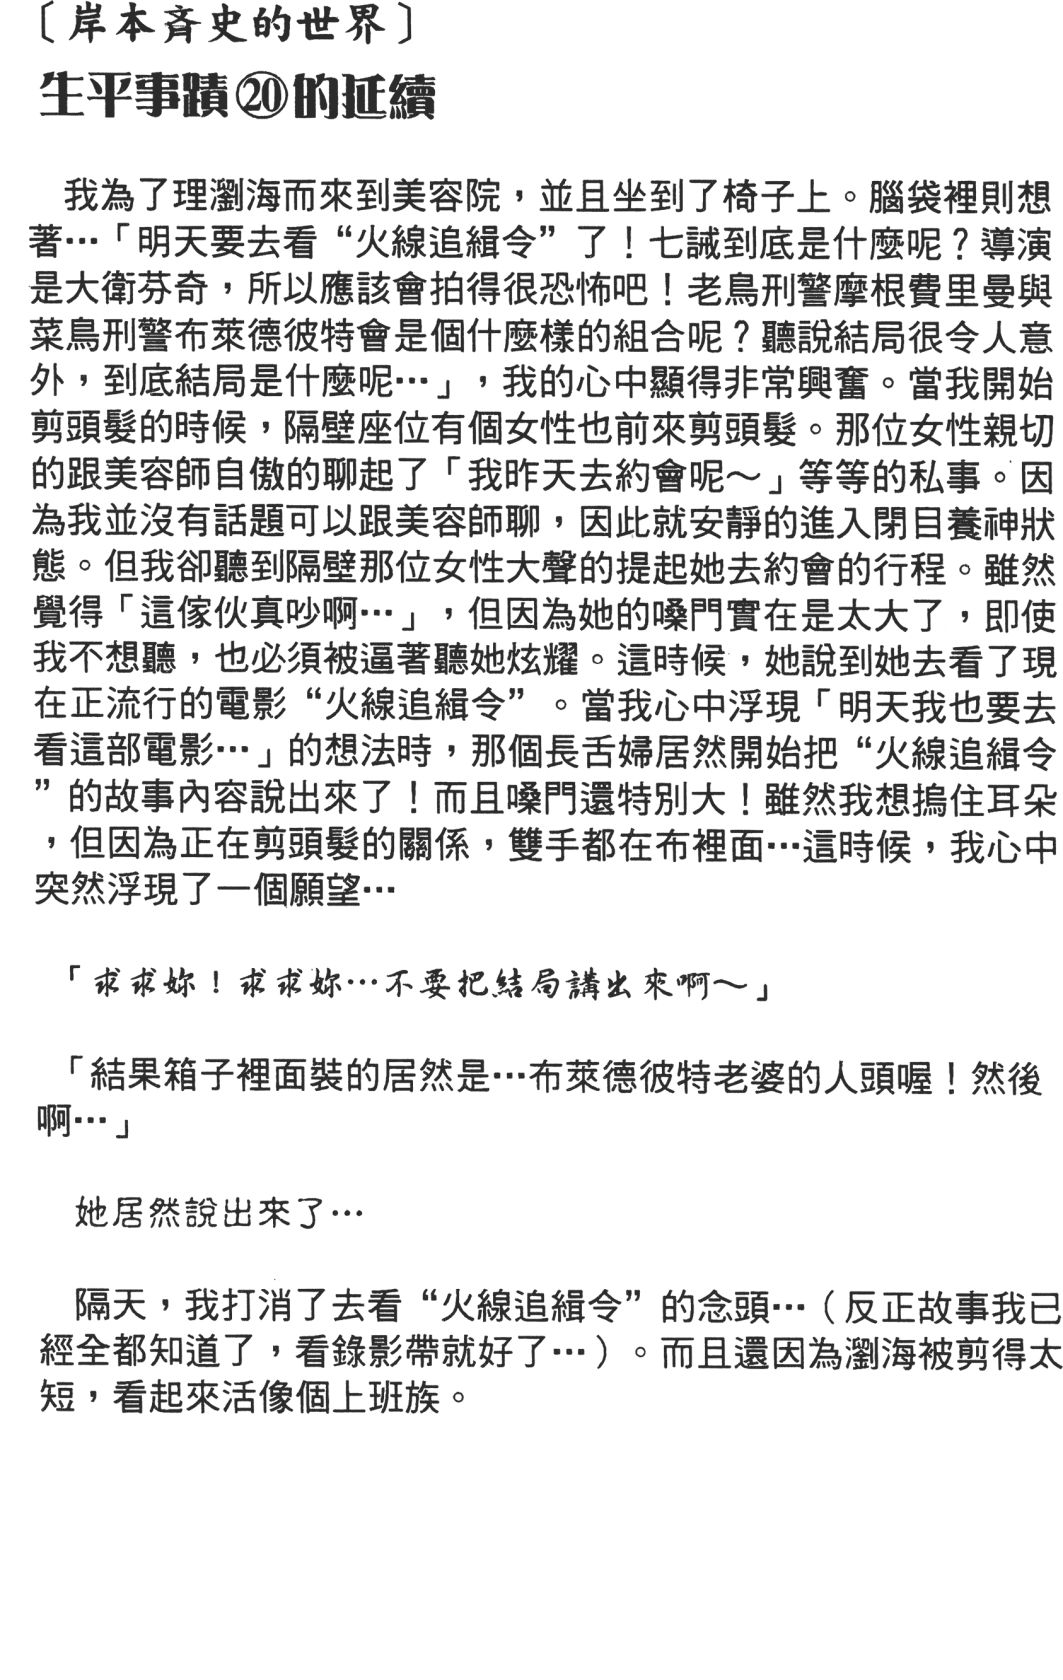 〔岸本斉史的世界〕
生平事蹟⑳的延續
我為了理瀏海而來到美容院，並且坐到了椅子上。腦袋裡則想
著…「明天要去看“火線追緝令”了！七誡到底是什麼呢？導演
是大衛芬奇，所以應該會拍得很恐怖吧！老鳥刑警摩根費里曼與
菜鳥刑警布萊德彼特會是個什麼樣的組合呢？聽說結局很令人意
外，到底結局是什麼呢…」，我的心中顯得非常興奮。當我開始
剪頭髮的時候，隔壁座位有個女性也前來剪頭髮。那位女性親切
的跟美容師自傲的聊起了「我昨天去約會呢～」等等的私事。因
為我並沒有話題可以跟美容師聊，因此就安靜的進入閉目養神狀
態。但我卻聽到隔壁那位女性大聲的提起她去約會的行程。雖然
覺得「這傢伙真吵啊…」，但因為她的嗓門實在是太大了，即使
我不想聽，也必須被逼著聽她炫耀。這時候，她說到她去看了現
在正流行的電影“火線追緝令”。當我心中浮現「明天我也要去
看這部電影…」的想法時，那個長舌婦居然開始把“火線追緝令
”的故事內容說出來了！而且嗓門還特別大！雖然我想摀住耳朵
，但因為正在剪頭髮的關係，雙手都在布裡面…這時候，我心中
突然浮現了一個願望…
「求求妳！求求妳…不要把結局講出來啊～」
「結果箱子裡面裝的居然是…布萊德彼特老婆的人頭喔！然後
啊…」
她居然說出來了…
隔天，我打消了去看“火線追緝令”的念頭…（反正故事我已
經全都知道了，看錄影帶就好了…）。而且還因為瀏海被剪得太
短，看起來活像個上班族。